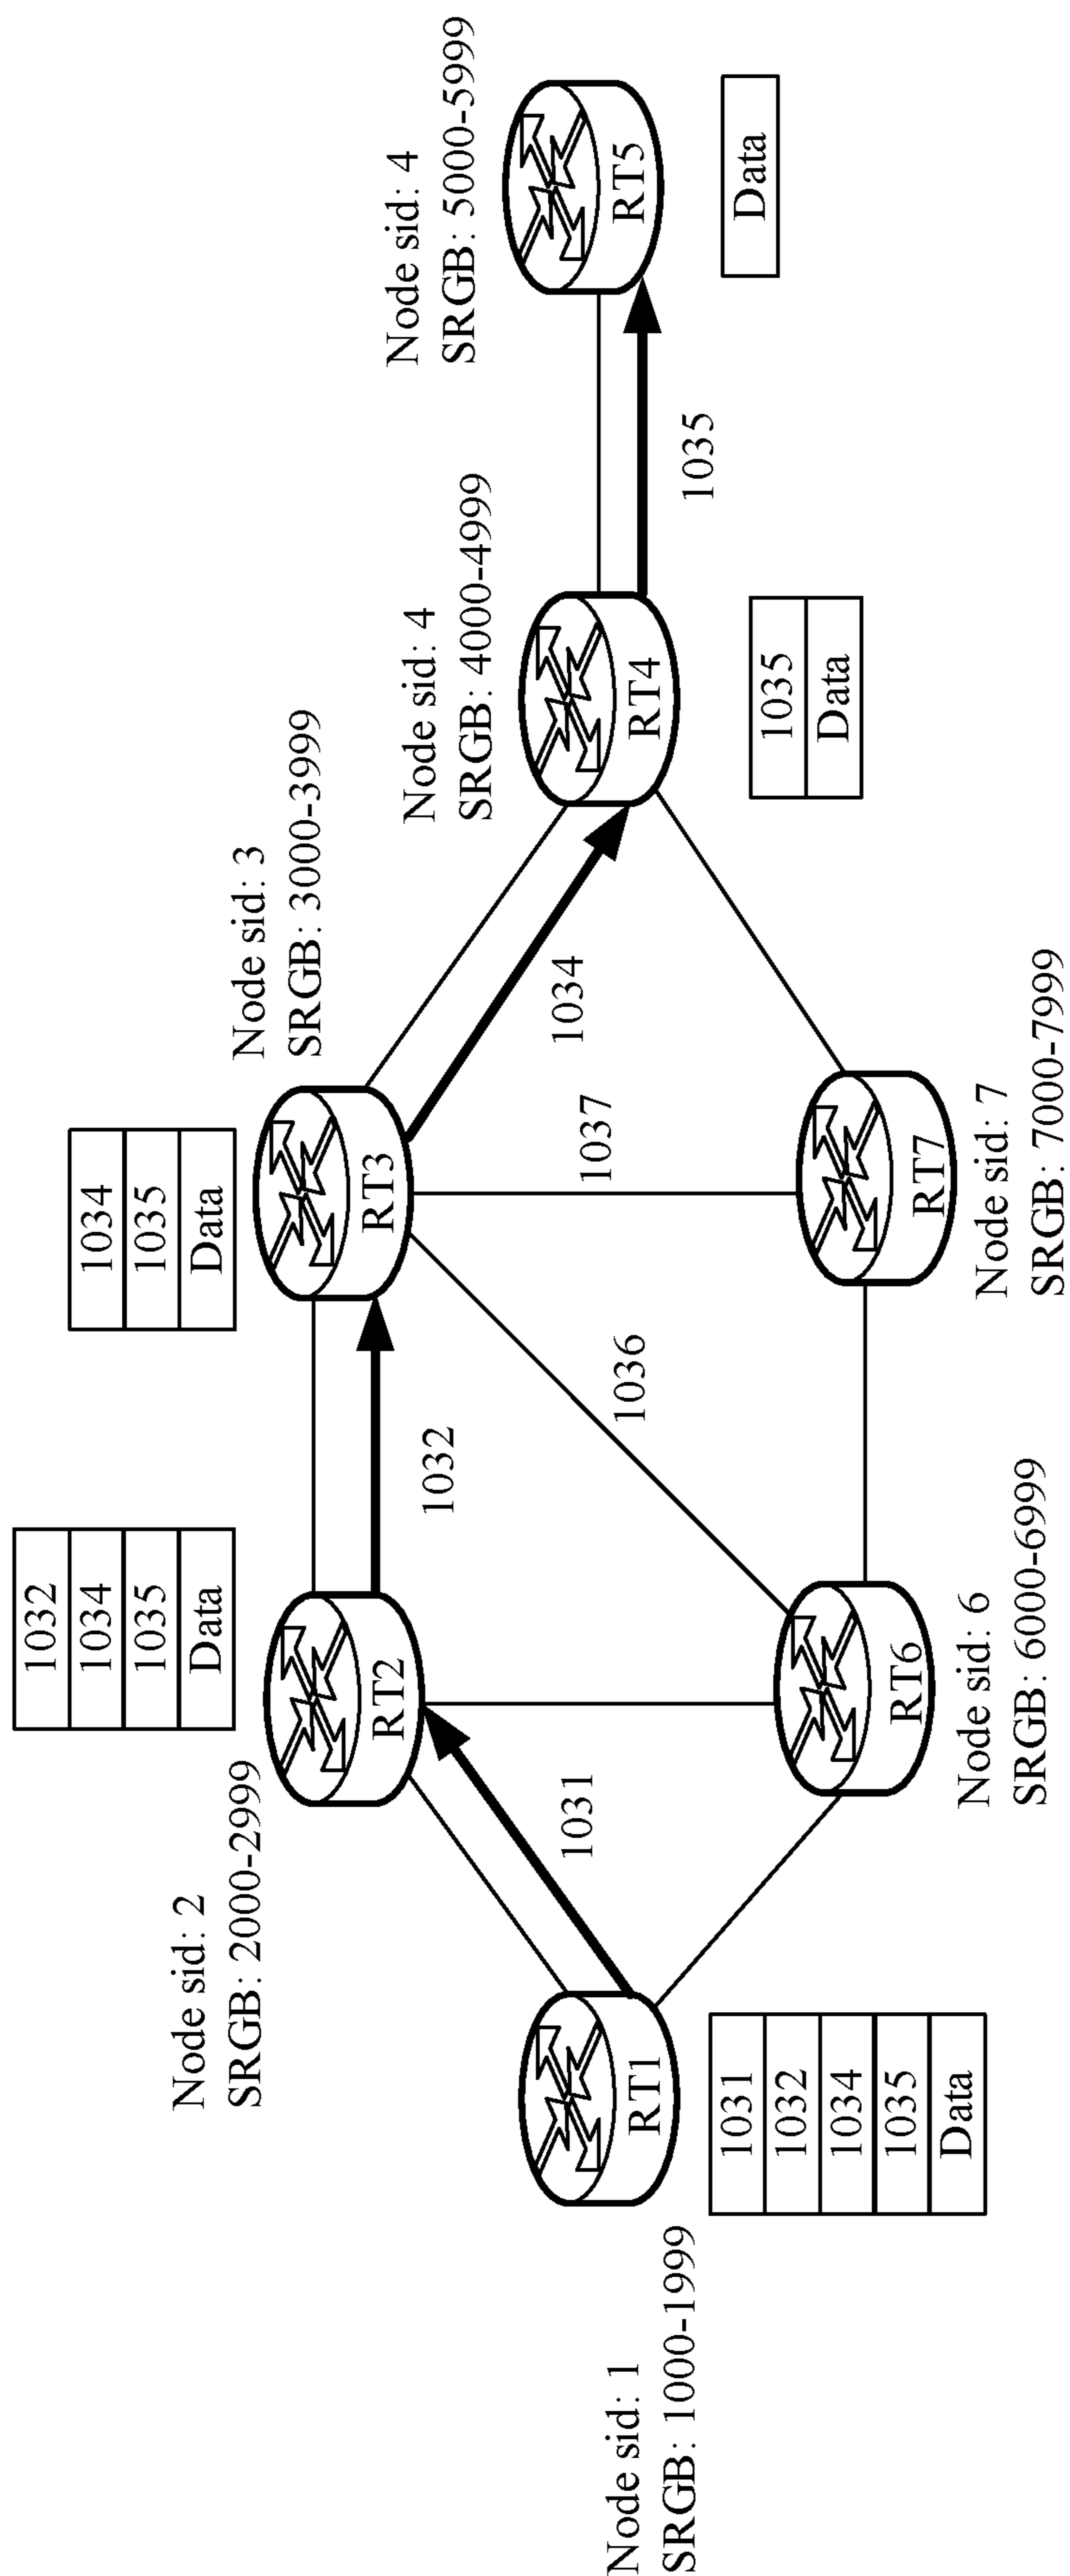 Node sid: 1
SRGB: 1000-1999
RT1
1031
1032
1034
1035
Data
1031
Node sid: 2
SRGB: 2000-2999
RT2
1032
1034
1035
Data
1032
Node sid: 6
SRGB: 6000-6999
RT6
1036
Node sid: 3
SRGB: 3000-3999
RT3
1034
1035
Data
1037
Node sid: 7
SRGB: 7000-7999
RT7
1034
Node sid: 4
SRGB: 4000-4999
RT4
1035
Data
1035
Node sid: 4
SRGB: 5000-5999
RT5
Data